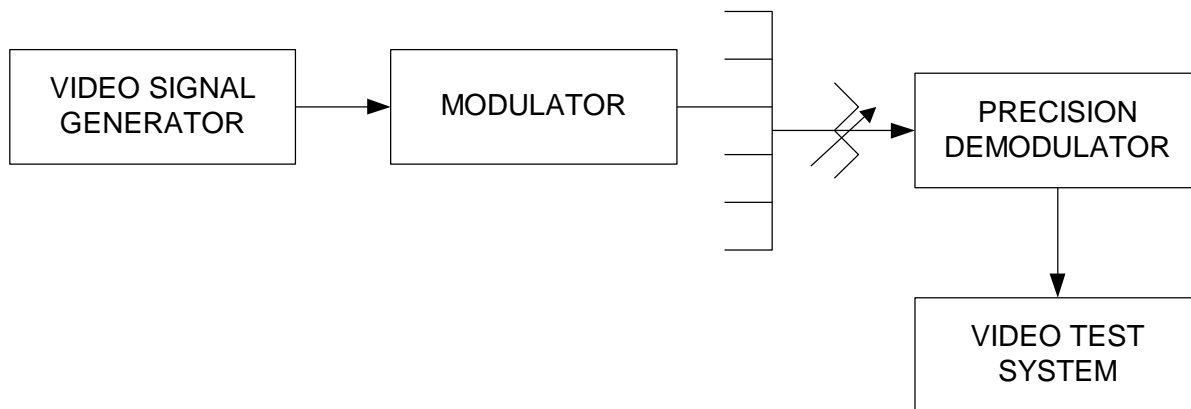 VIDEO SIGNAL
GENERATOR
MODULATOR
PRECISION
DEMODULATOR
VIDEO TEST
SYSTEM